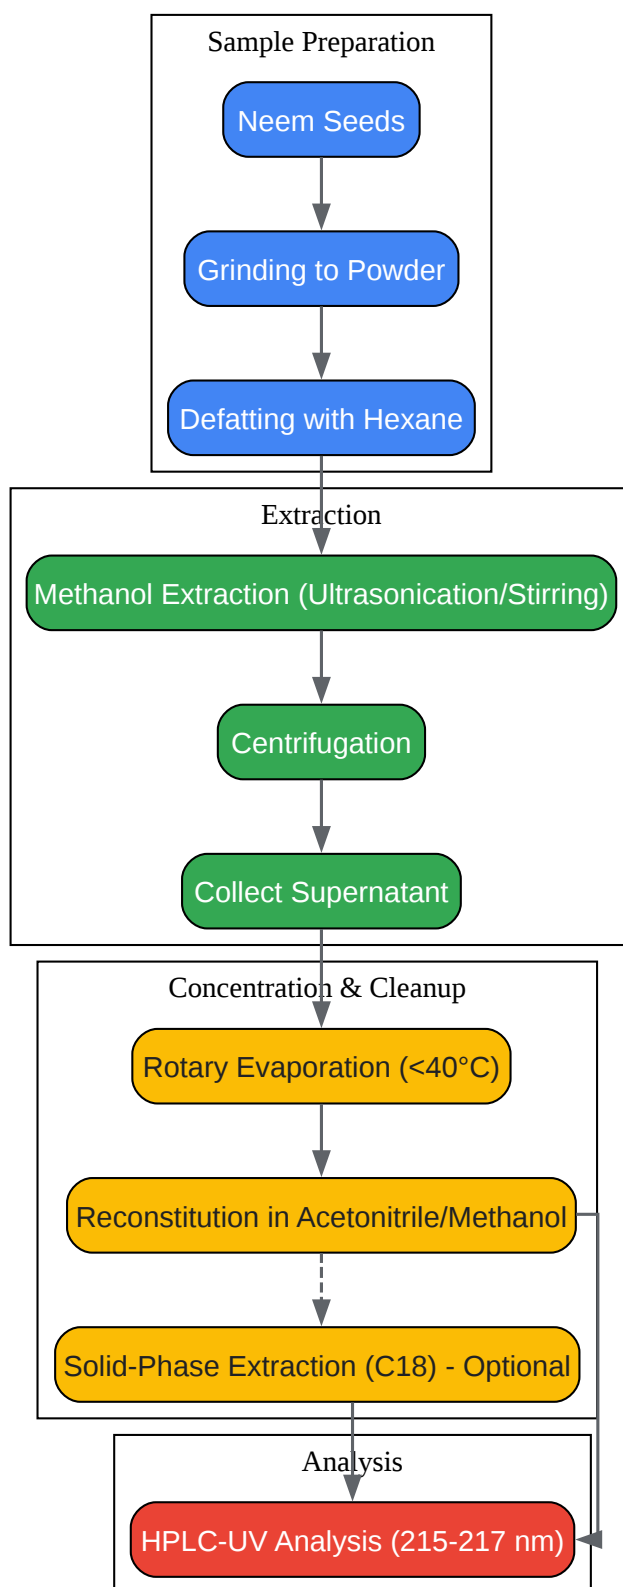 Sample Preparation
Neem Seeds
Grinding to Powder
Defatting with Hexane
Extraction
Methanol Extraction (Ultrasonication/Stirring)
Centrifugation
Collect Supernatant
Concentration & Cleanup
Rotary Evaporation (<40°C)
Reconstitution in Acetonitrile/Methanol
Solid-Phase Extraction (C18) - Optional
Analysis
HPLC-UV Analysis (215-217 nm)